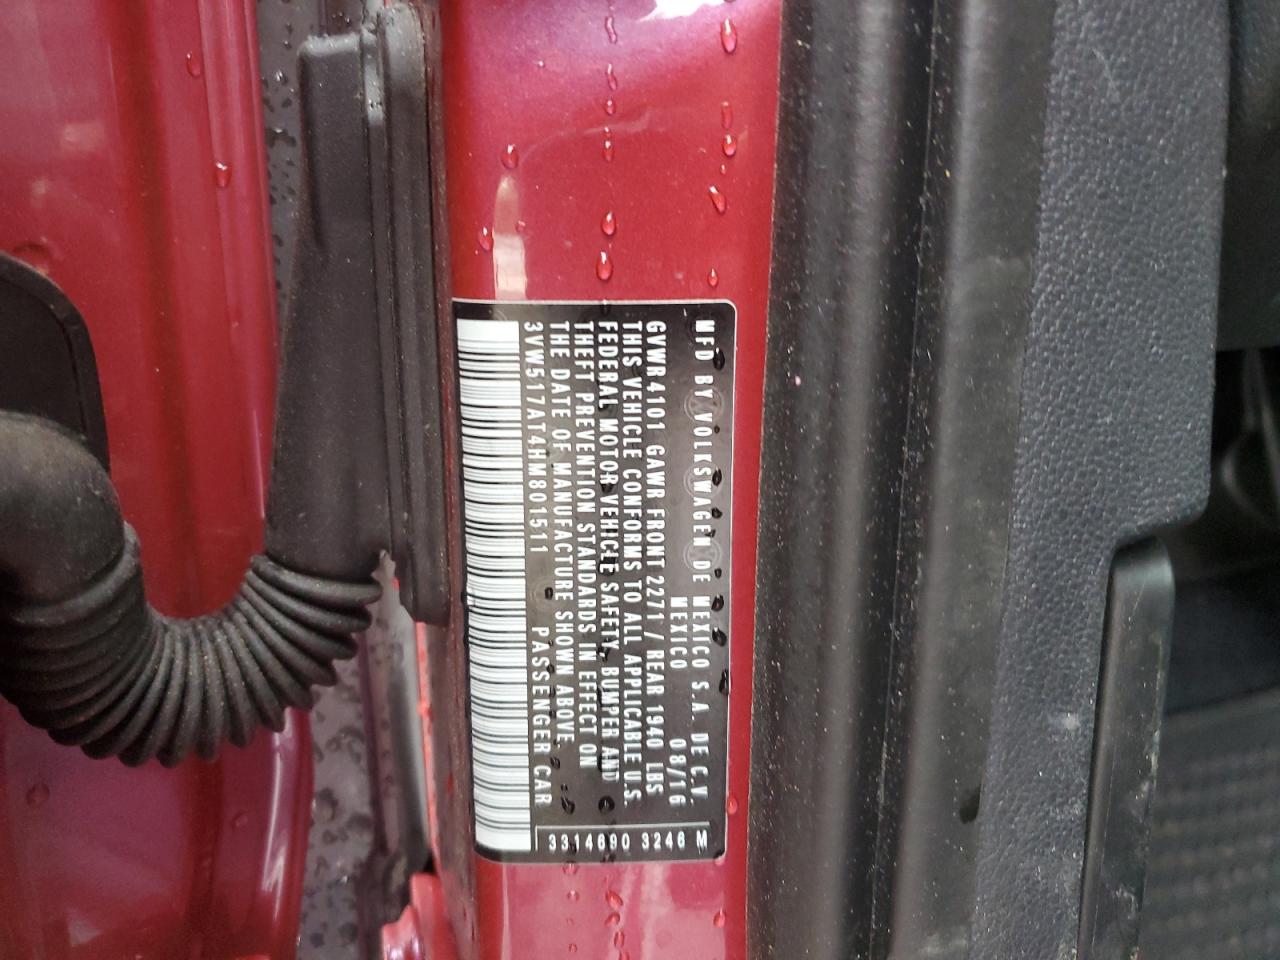 MFD BY VOLKSWAGEN DE MEXICO S.A. DE C.V.
MEXICO 08/16
GVWR 4101 GAWR FRONT 2271 / REAR 1940 LBS
THIS VEHICLE CONFORMS TO ALL APPLICABLE U.S.
FEDERAL MOTOR VEHICLE SAFETY, BUMPER AND
THEFT PREVENTION STANDARDS IN EFFECT ON
THE DATE OF MANUFACTURE SHOWN ABOVE.
3VW517AT4HM801511 PASSENGER CAR
3314690 3246 M